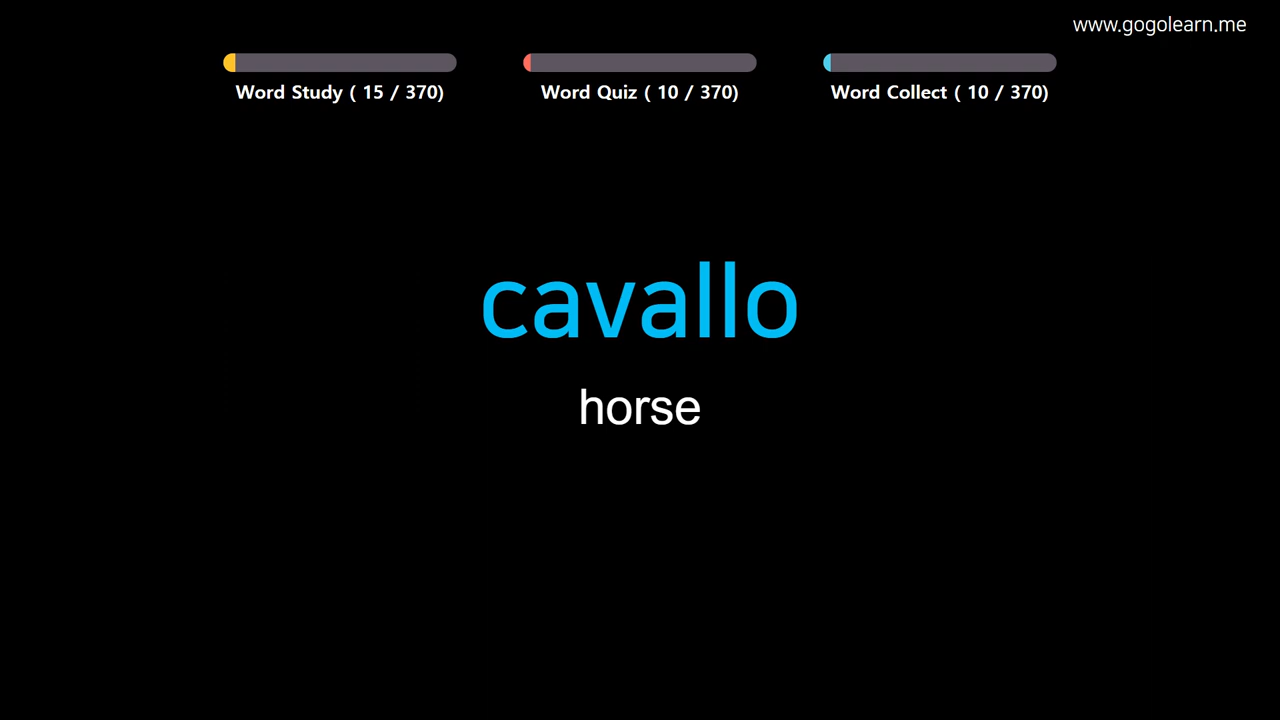 www.gogolearn.me
Word Study ( 15 / 370)
Word Quiz ( 10 / 370)
Word Collect ( 10 / 370)
cavallo
horse